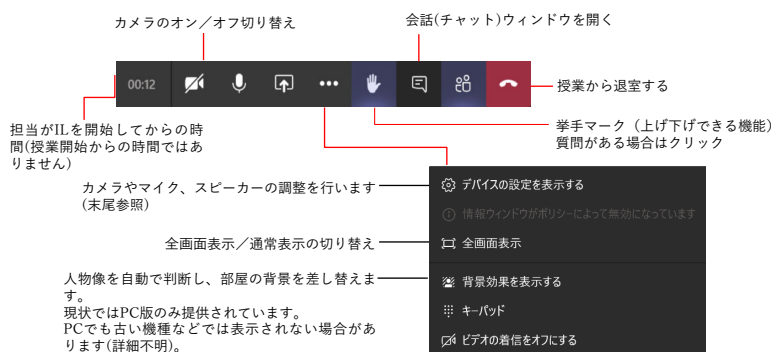 カメラのオン／オフ切り替え
会話(チャット)ウィンドウを開く
00:12
授業から退室する
担当がILを開始してからの時
間(授業開始からの時間ではあ
りません)
挙手マーク（上げ下げできる機能）
質問がある場合はクリック
カメラやマイク、スピーカーの調整を行います
(末尾参照)
デバイスの設定を表示する
情報ウィンドウがポリシーによって無効になっています
全画面表示／通常表示の切り替え
全画面表示
人物像を自動で判断し、部屋の背景を差し替えま
す。
現状ではPC版のみ提供されています。
PCでも古い機種などでは表示されない場合があ
ります(詳細不明)。
背景効果を表示する
キーパッド
ビデオの着信をオフにする